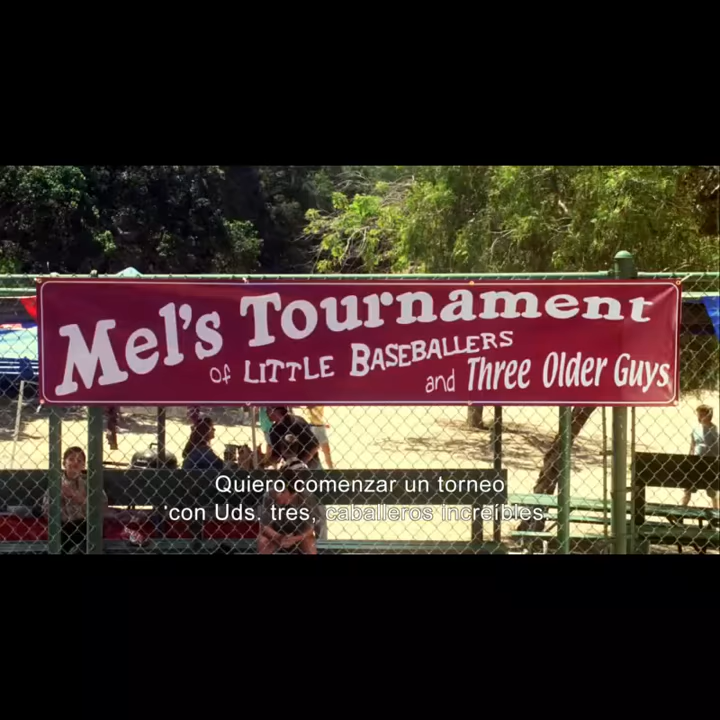 Mel's Tournament
of LITTLE BASEBALLERS
and Three Older Guys
Quiero comenzar un torneo
con Uds. tres, caballeros increíbles.